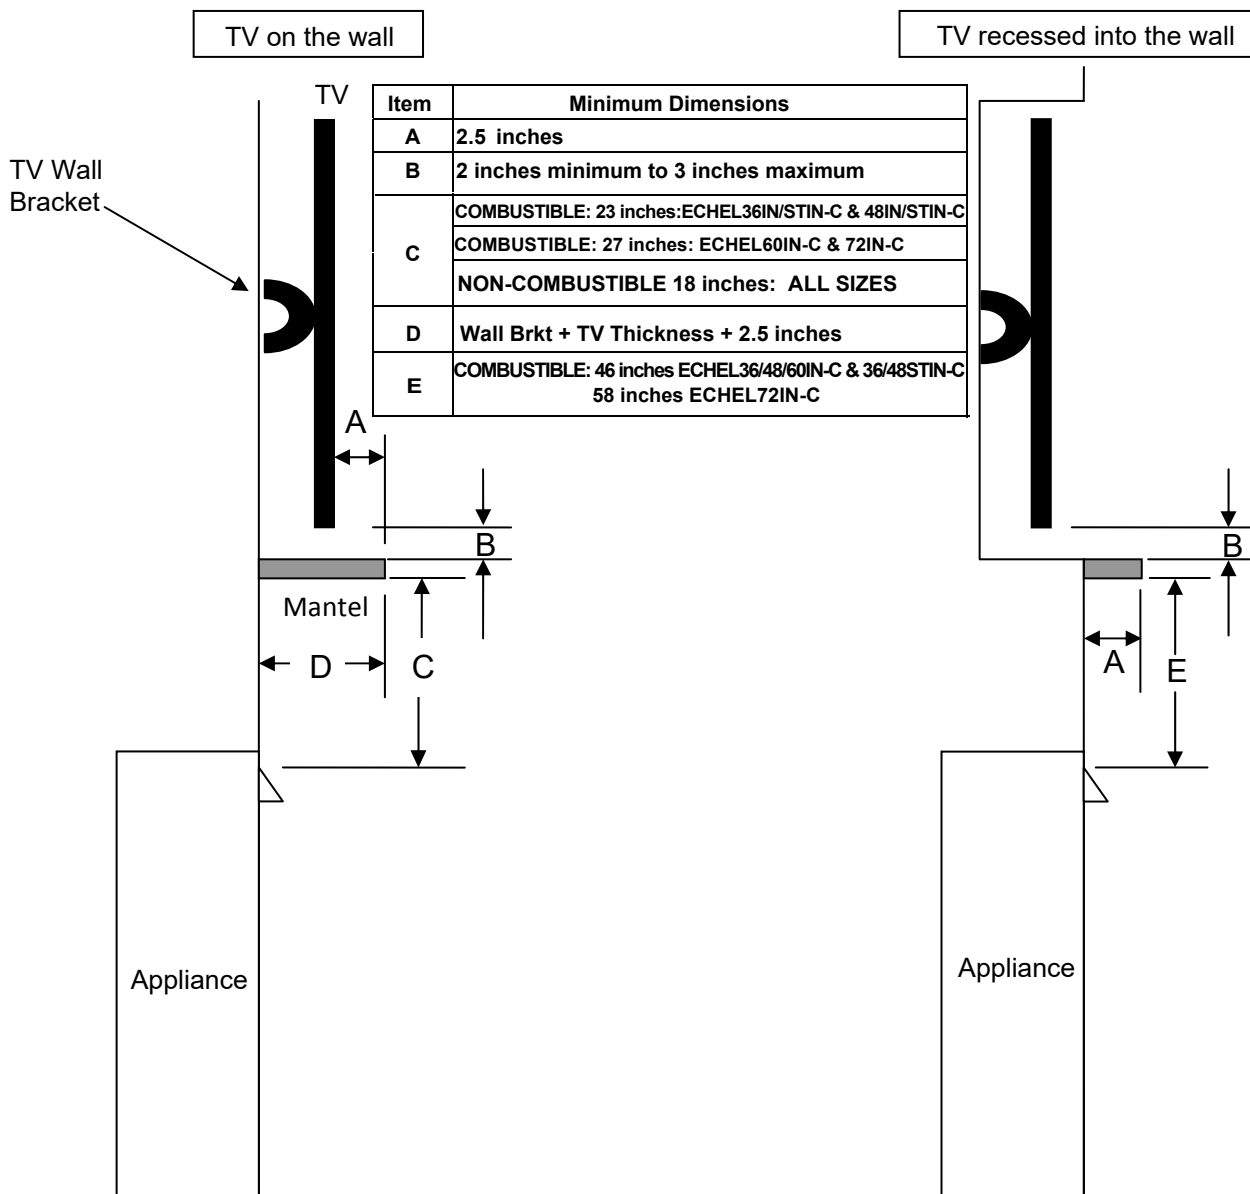 TV on the wall
TV recessed into the wall
TV
TV Wall
Bracket
Item Minimum Dimensions
A 2.5 inches
B 2 inches minimum to 3 inches maximum
C COMBUSTIBLE: 23 inches:ECHEL36IN/STIN-C & 48IN/STIN-C
COMBUSTIBLE: 27 inches: ECHEL60IN-C & 72IN-C
NON-COMBUSTIBLE 18 inches: ALL SIZES
D Wall Brkt + TV Thickness + 2.5 inches
E COMBUSTIBLE: 46 inches ECHEL36/48/60IN-C & 36/48STIN-C
58 inches ECHEL72IN-C
A
B
Mantel
D
C
Appliance
B
A
E
Appliance